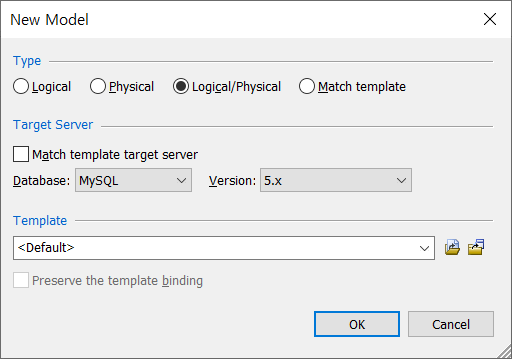 New Model
Type
Logical Physical Logical/Physical Match template
Target Server
Match template target server
Database: MySQL Version: 5.x
Template
<Default>
Preserve the template binding
OK Cancel